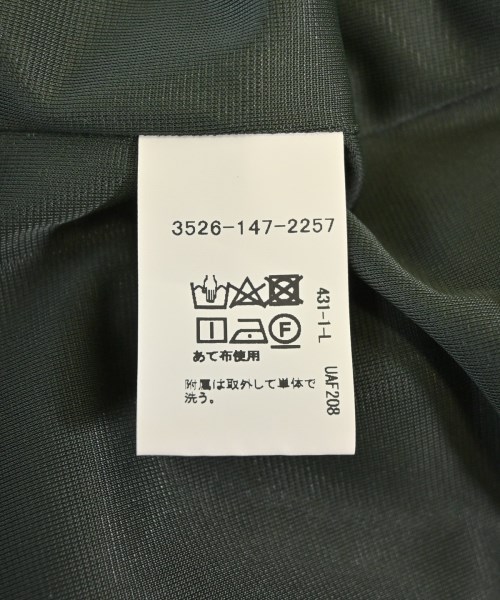 3526-147-2257
F
あて布使用
附属は取外して単体で
洗う。
431-1-L
UAF208